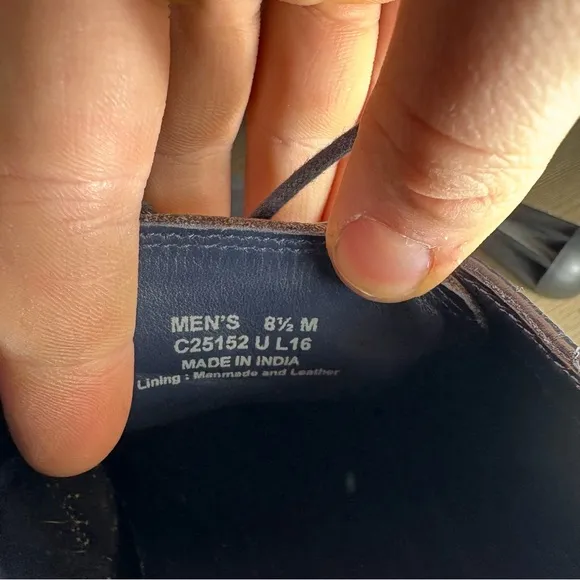 MEN'S 8½ M
C25152 U L16
MADE IN INDIA
Lining : Manmade and Leather